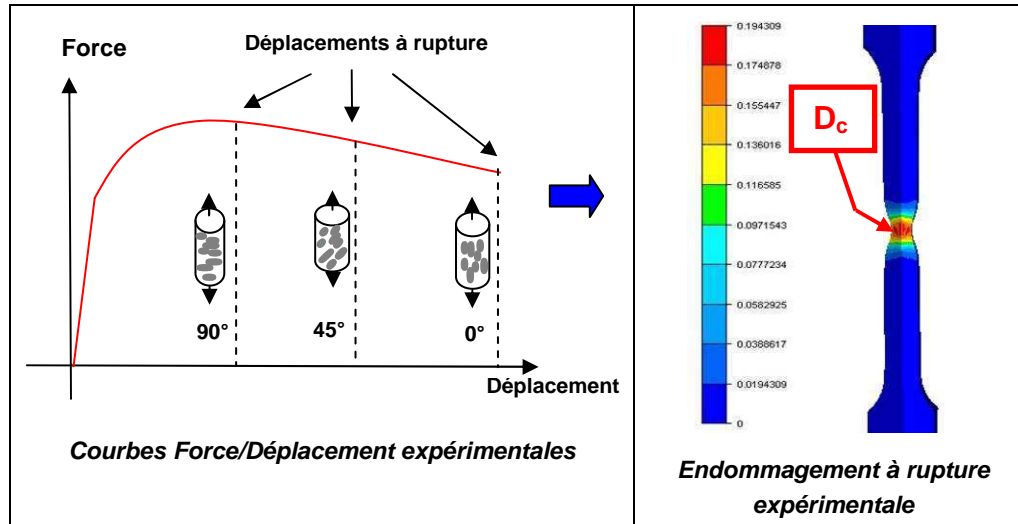 Force
Déplacements à rupture
90°
45°
0°
Déplacement
Courbes Force/Déplacement expérimentales
0.194309
0.174878
0.155447
0.136016
0.116585
0.0971543
0.0777234
0.0582925
0.0388617
0.0194309
0
Dc
Endommagement à rupture
expérimentale